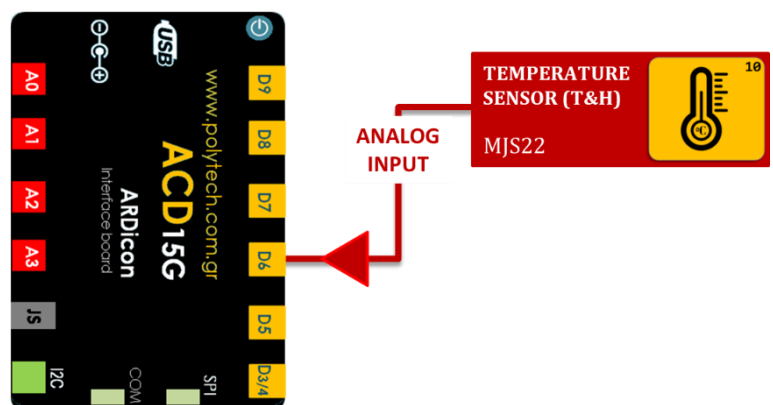 USB
A0
A1
A2
A3
JS
I2C
D9
D8
D7
D6
D5
D3/4
www.polytech.com.gr
ACD15G
ARDicon
Interface board
COM
SPI
ANALOG
INPUT
TEMPERATURE
SENSOR (T&H)
MJS22
10
°C